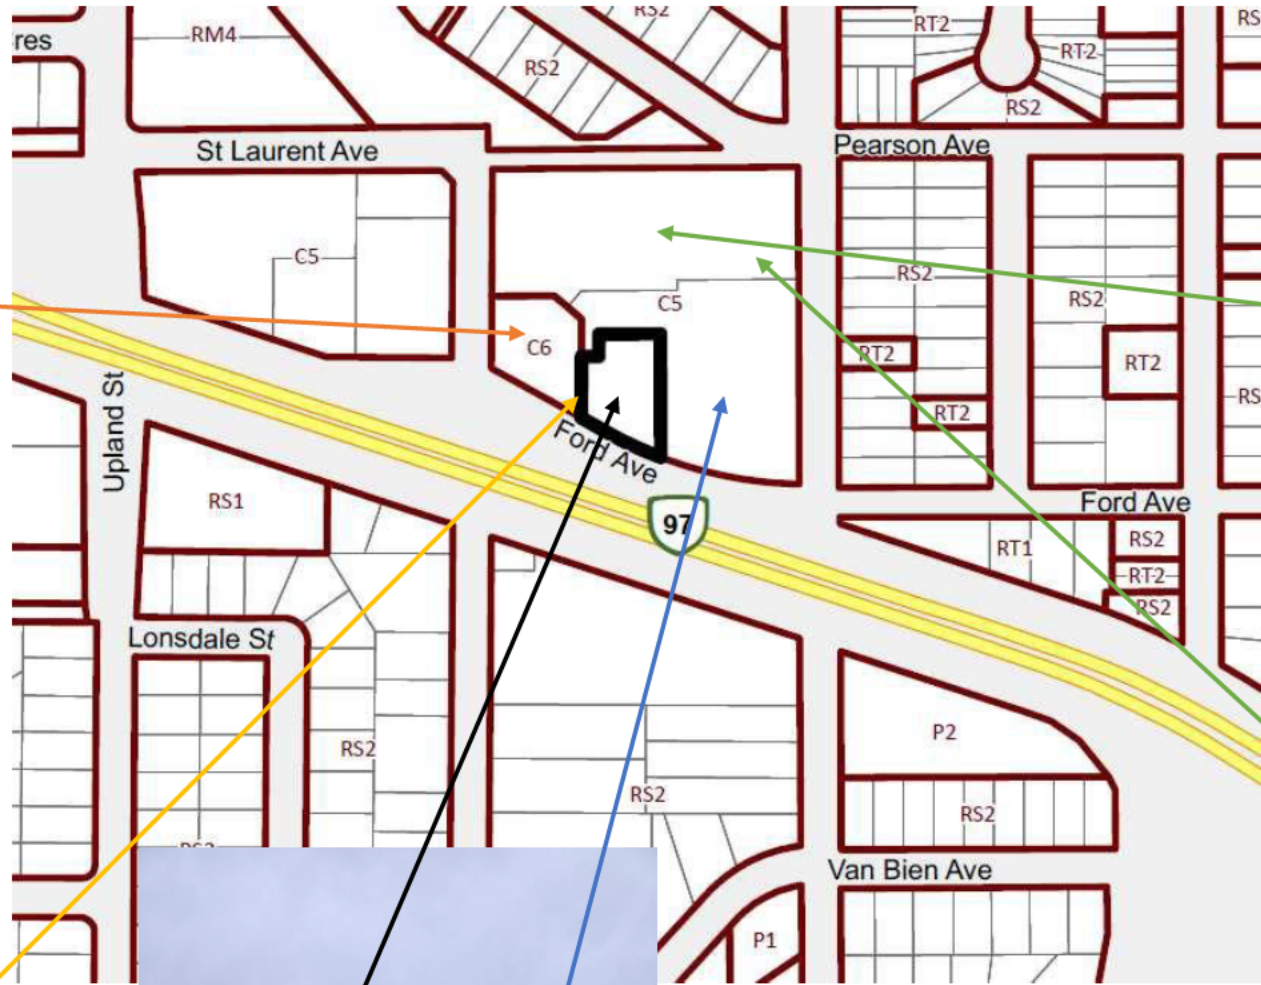 RS2
RT2
RS
res
RM4
RT2
RS2
RS2
St Laurent Ave
Pearson Ave
C5
RS2
RS2
C5
C6
RT2
RT2
Upland St
RS
RT2
Ford Ave
RS1
97
Ford Ave
RT1
RS2
RT2
RS2
Lonsdale St
P2
RS2
RS2
RS2
Van Bien Ave
P1